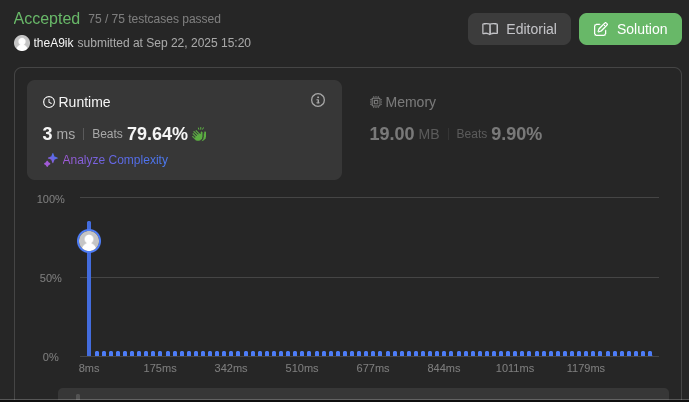 Accepted 75 / 75 testcases passed
theA9ik submitted at Sep 22, 2025 15:20
Editorial
Solution
Runtime
3 ms | Beats 79.64%
Analyze Complexity
Memory
19.00 MB | Beats 9.90%
100%
50%
0%
8ms 175ms 342ms 510ms 677ms 844ms 1011ms 1179ms